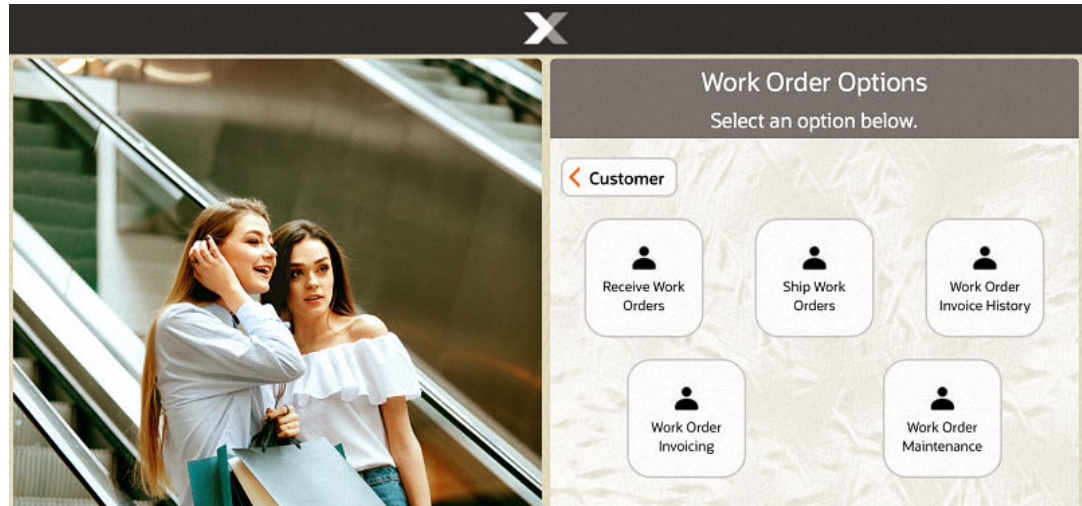 Work Order Options
Select an option below.
Customer
Receive Work
Orders
Ship Work
Orders
Work Order
Invoice History
Work Order
Invoicing
Work Order
Maintenance